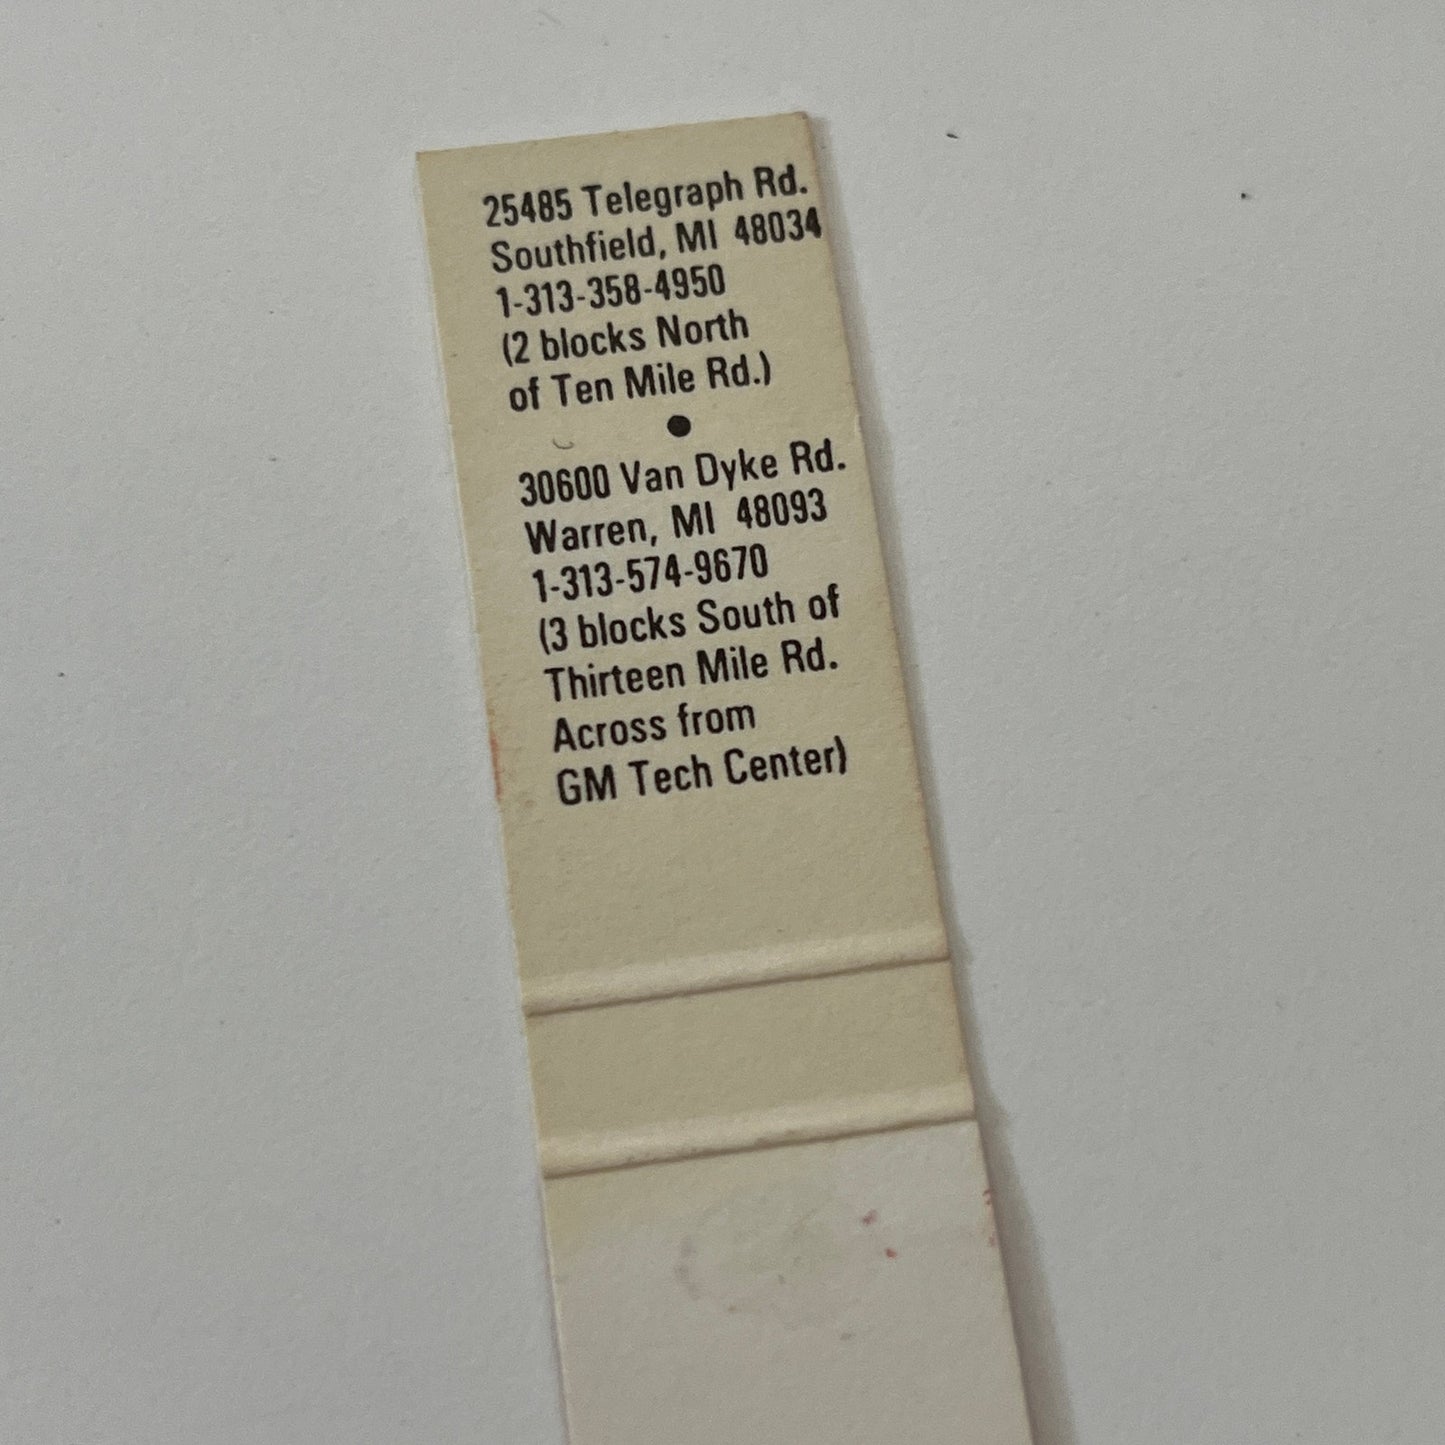 25485 Telegraph Rd.
Southfield, MI 48034
1-313-358-4950
(2 blocks North
of Ten Mile Rd.)
●
30600 Van Dyke Rd.
Warren, MI 48093
1-313-574-9670
(3 blocks South of
Thirteen Mile Rd.
Across from
GM Tech Center)